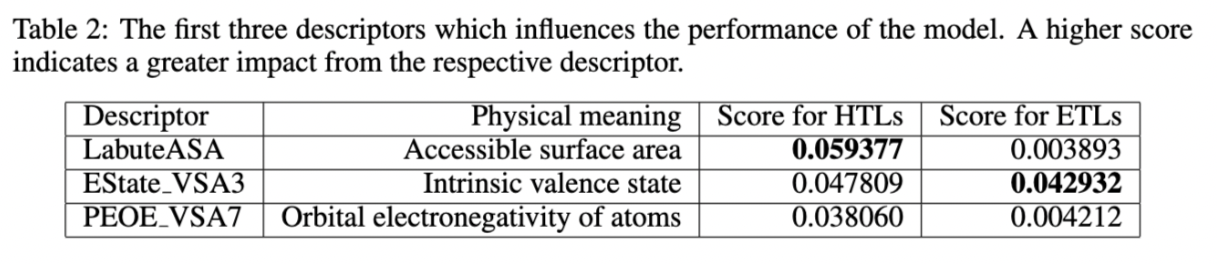 Table 2: The first three descriptors which influences the performance of the model. A higher score
indicates a greater impact from the respective descriptor.
Descriptor Physical meaning Score for HTLs Score for ETLs
LabuteASA Accessible surface area 0.059377 0.003893
EState_VSA3 Intrinsic valence state 0.047809 0.042932
PEOE_VSA7 Orbital electronegativity of atoms 0.038060 0.004212